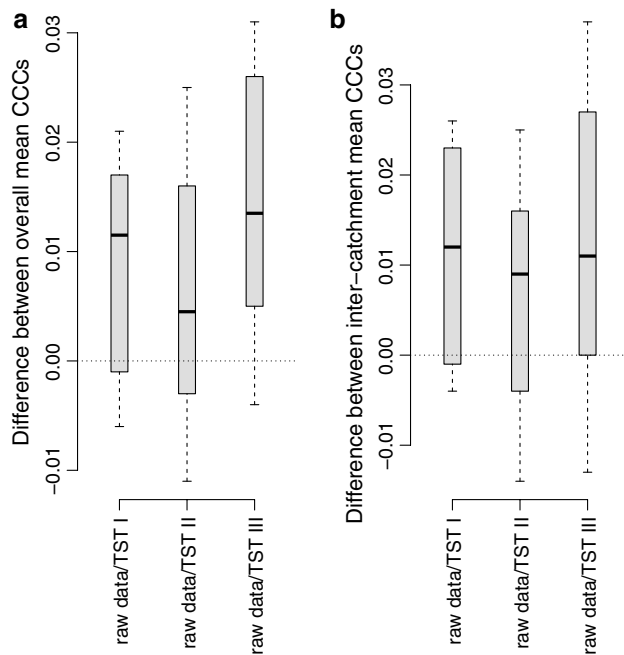 a
Difference between overall mean CCCs
0.03
0.02
0.01
0.00
−0.01
raw data/TST I
raw data/TST II
raw data/TST III
b
Difference between inter−catchment mean CCCs
0.03
0.02
0.01
0.00
−0.01
raw data/TST I
raw data/TST II
raw data/TST III